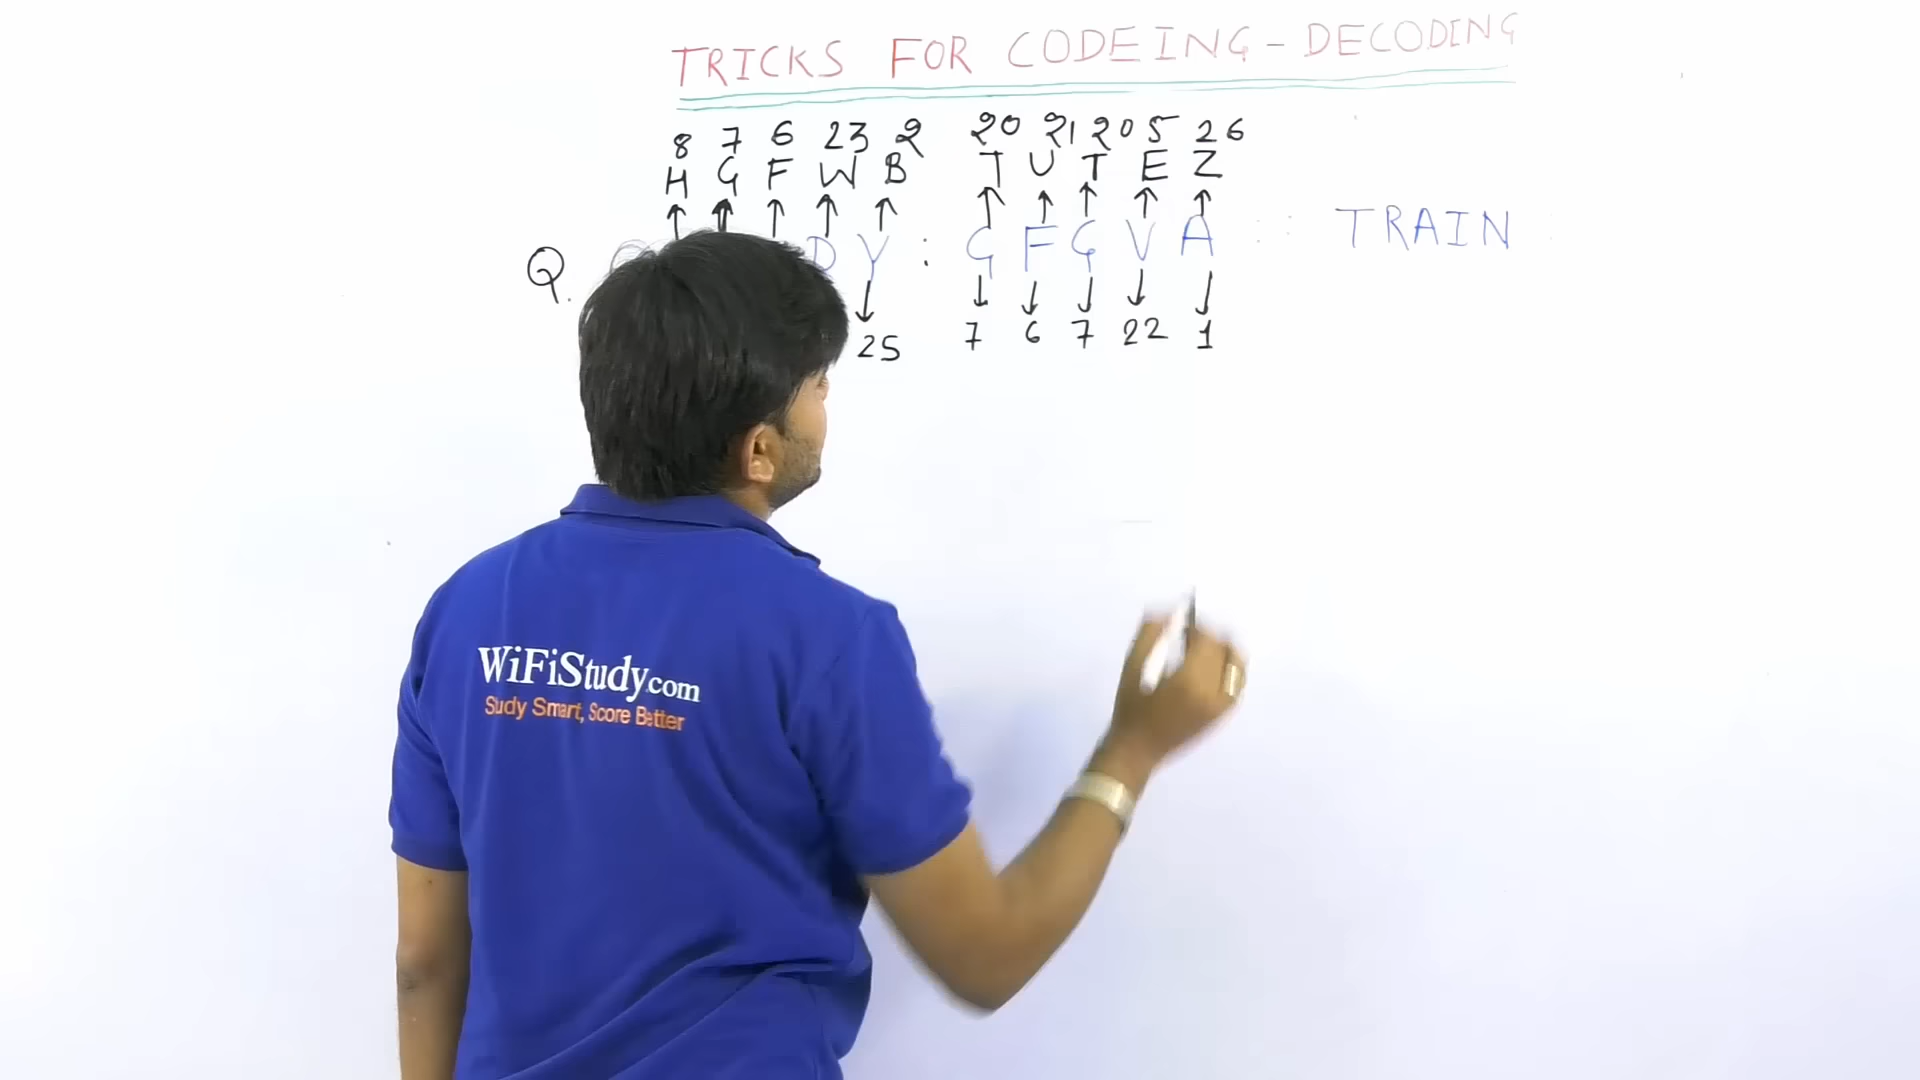 TRICKS FOR CODEING - DECODING
8 7 6 23 2 20 21 20 5 26
H G F W B T U T E Z
Q. D Y : G F G V A : : TRAIN
25 7 6 7 22 1
WiFiStudy.com
Sudy Smart, Score Better